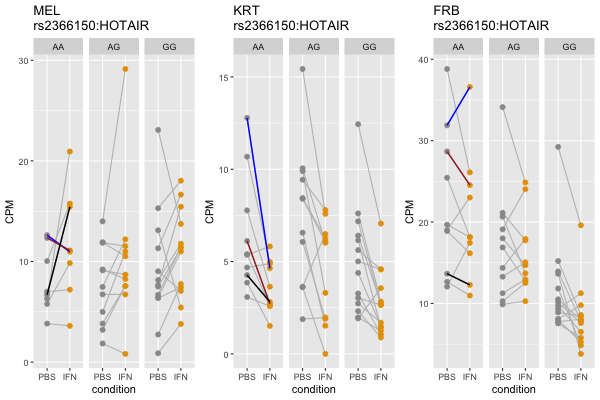 MEL
rs2366150:HOTAIR
AA AG GG
30
20
10
0
CPM
PBS IFN PBS IFN PBS IFN
condition
KRT
rs2366150:HOTAIR
AA AG GG
15
10
5
0
CPM
PBS IFN PBS IFN PBS IFN
condition
FRB
rs2366150:HOTAIR
AA AG GG
40
30
20
10
CPM
PBS IFN PBS IFN PBS IFN
condition